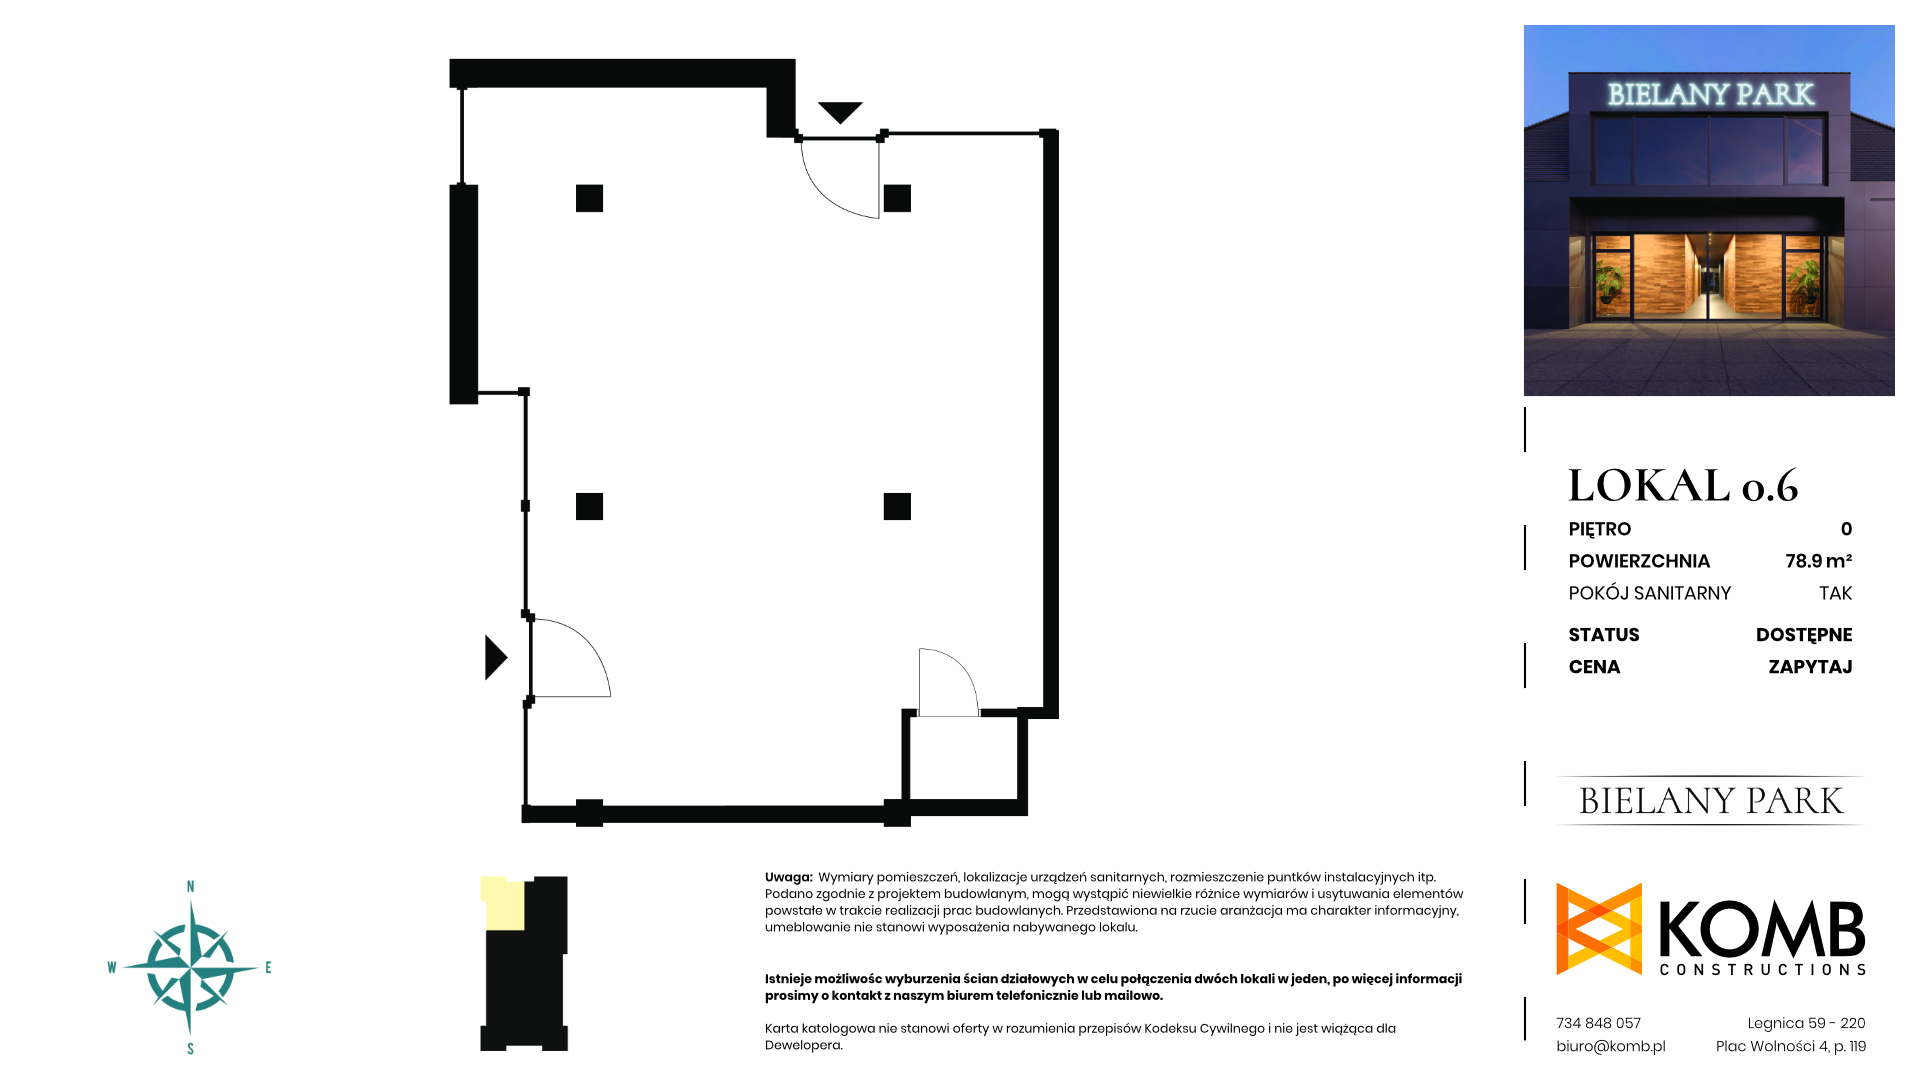 BIELANY PARK
LOKAL 0.6
PIĘTRO 0
POWIERZCHNIA 78.9 m²
POKÓJ SANITARNY TAK
STATUS DOSTĘPNE
CENA ZAPYTAJ
BIELANY PARK
KOMB
CONSTRUCTIONS
734 848 057 Legnica 59 - 220
biuro@komb.pl Plac Wolności 4, p. 119
N
W E
S
Uwaga: Wymiary pomieszczeń, lokalizacje urządzeń sanitarnych, rozmieszczenie puntków instalacyjnych itp.
Podano zgodnie z projektem budowlanym, mogą wystąpić niewielkie różnice wymiarów i usytuwania elementów
powstałe w trakcie realizacji prac budowlanych. Przedstawiona na rzucie aranżacja ma charakter informacyjny,
umeblowanie nie stanowi wyposażenia nabywanego lokalu.
Istnieje możliwośc wyburzenia ścian działowych w celu połączenia dwóch lokali w jeden, po więcej informacji
prosimy o kontakt z naszym biurem telefonicznie lub mailowo.
Karta katologowa nie stanowi oferty w rozumienia przepisów Kodeksu Cywilnego i nie jest wiążąca dla
Dewelopera.